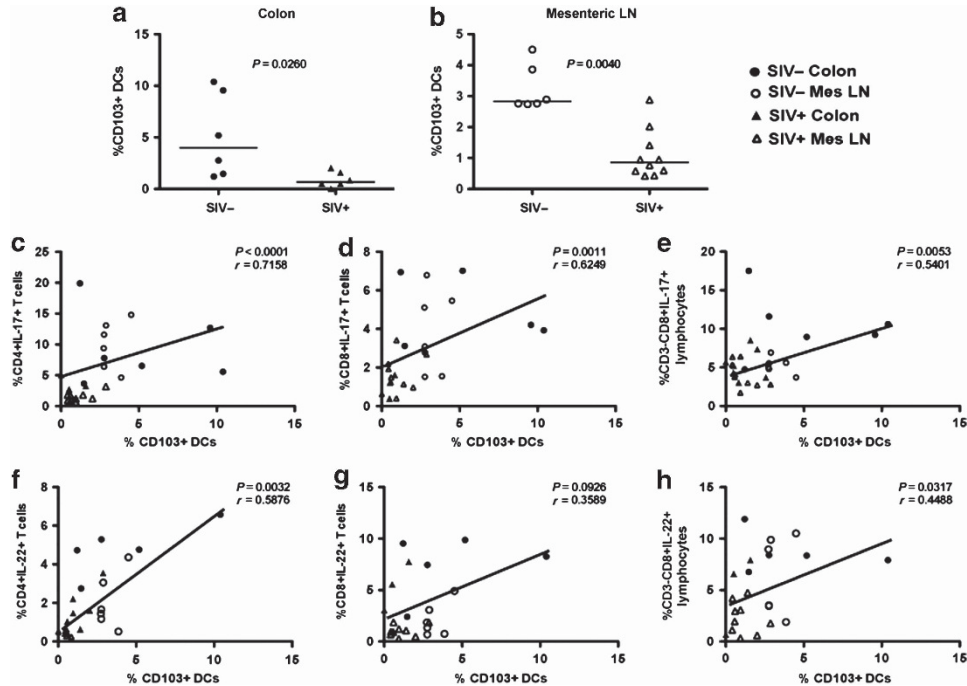 a
Colon
%CD103+ DCs
15
10
5
0
P = 0.0260
SIV–
SIV+
b
Mesenteric LN
%CD103+ DCs
5
4
3
2
1
0
P = 0.0040
SIV–
SIV+
SIV– Colon
SIV– Mes LN
SIV+ Colon
SIV+ Mes LN
c
%CD4+IL-17+ T cells
25
20
15
10
5
0
P < 0.0001
r = 0.7158
0 5 10 15
% CD103+ DCs
d
%CD8+IL-17+ T cells
8
6
4
2
0
P = 0.0011
r = 0.6249
0 5 10 15
% CD103+ DCs
e
%CD3-CD8+IL-17+
lymphocytes
20
15
10
5
0
P = 0.0053
r = 0.5401
0 5 10 15
% CD103+ DCs
f
%CD4+IL-22+ T cells
8
6
4
2
0
P = 0.0032
r = 0.5876
0 5 10 15
% CD103+ DCs
g
%CD8+IL-22+ T cells
15
10
5
0
P = 0.0926
r = 0.3589
0 5 10 15
% CD103+ DCs
h
%CD3-CD8+IL-22+
lymphocytes
15
10
5
0
P = 0.0317
r = 0.4488
0 5 10 15
% CD103+ DCs